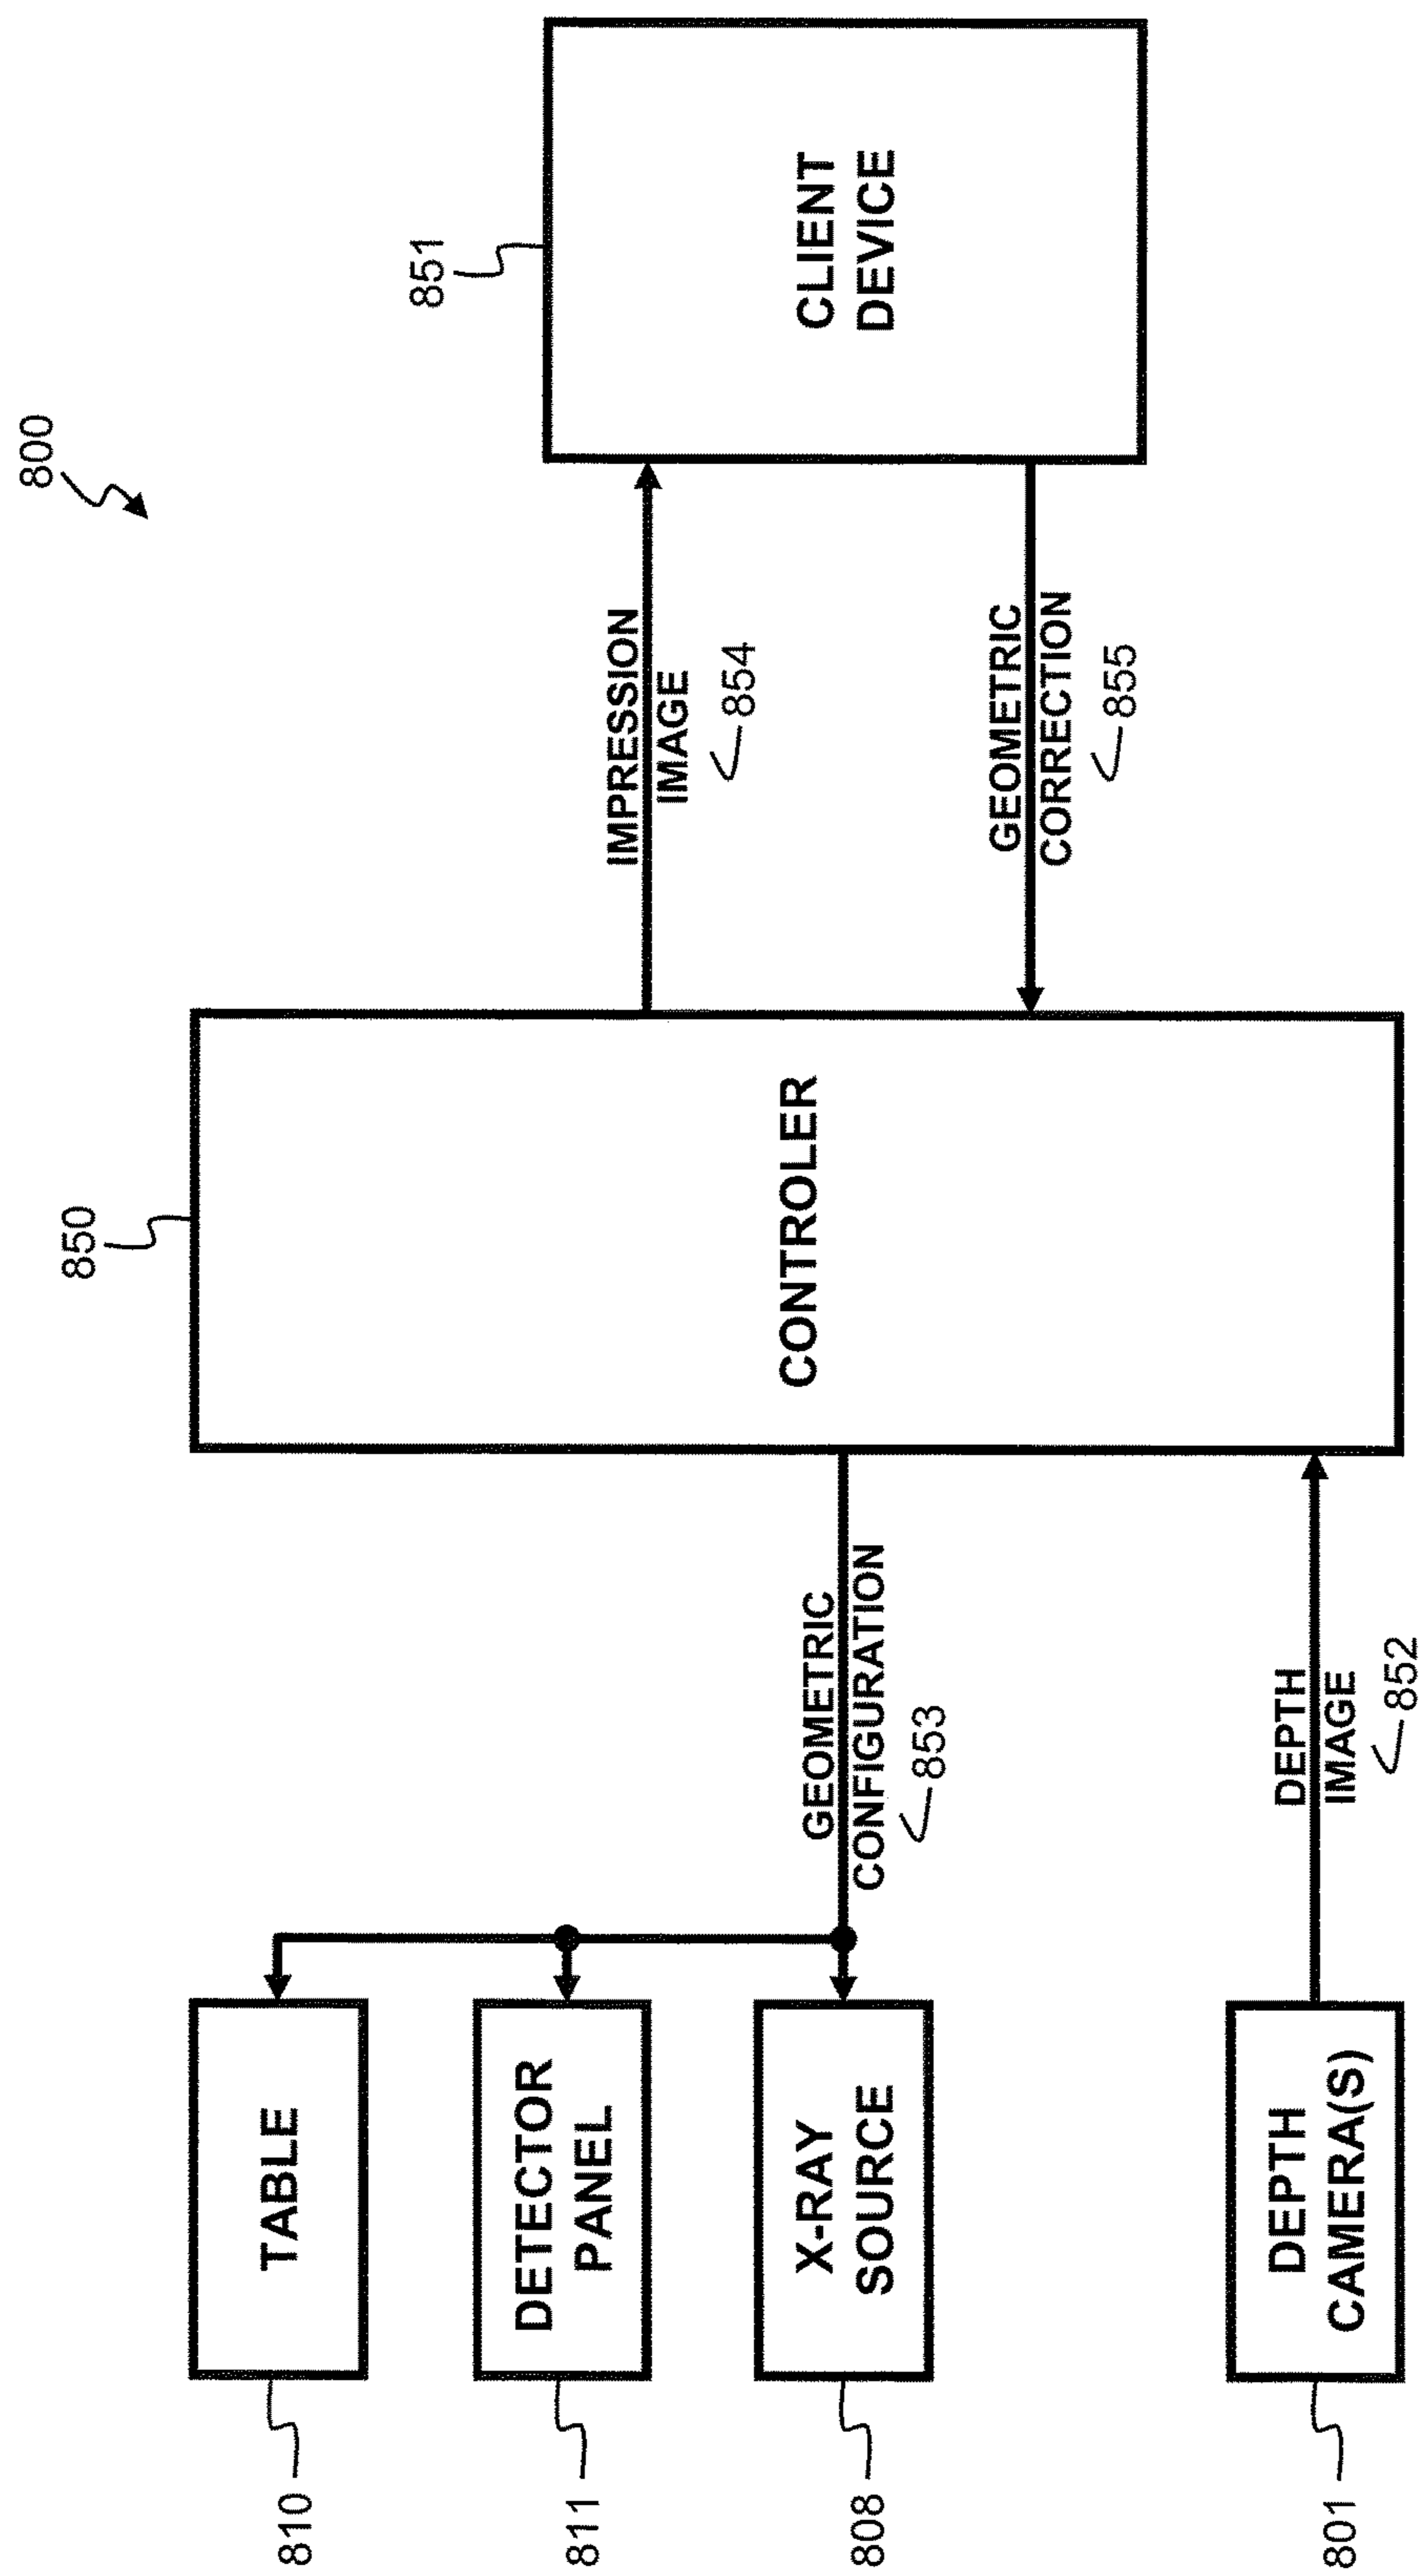 800
850
851
810
TABLE
811
DETECTOR
PANEL
808
X-RAY
SOURCE
801
DEPTH
CAMERA(S)
GEOMETRIC
CONFIGURATION
853
DEPTH
IMAGE
852
CONTROLER
IMPRESSION
IMAGE
854
GEOMETRIC
CORRECTION
855
CLIENT
DEVICE